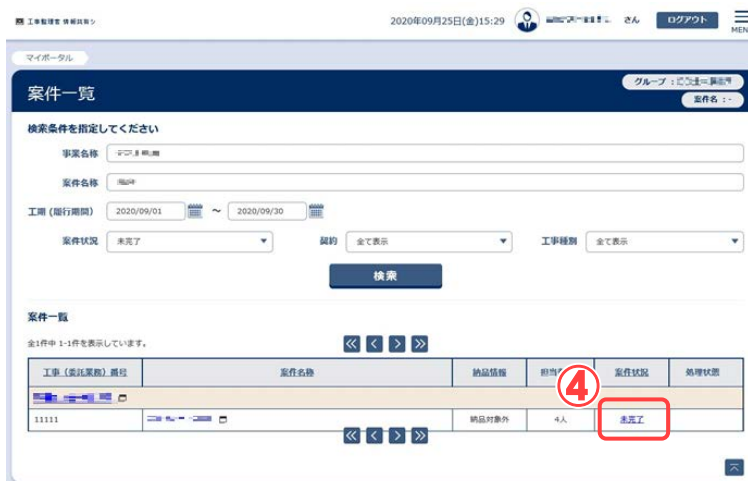 工事監理官 情報共有シ
2020年09月25日(金)15:29 さん ログアウト MEN
マイポータル
案件一覧
グループ :
案件名 : -
検索条件を指定してください
事業名称
案件名称
工期 (履行期間) 2020/09/01 ～ 2020/09/30
案件状況 未完了 契約 全て表示 工事種別 全て表示
検索
案件一覧
全1件中 1-1件を表示しています。
工事（委託業務）番号 案件名称 納品情報 担当 案件状況 処理状態
④
11111 納品対象外 4人 未完了